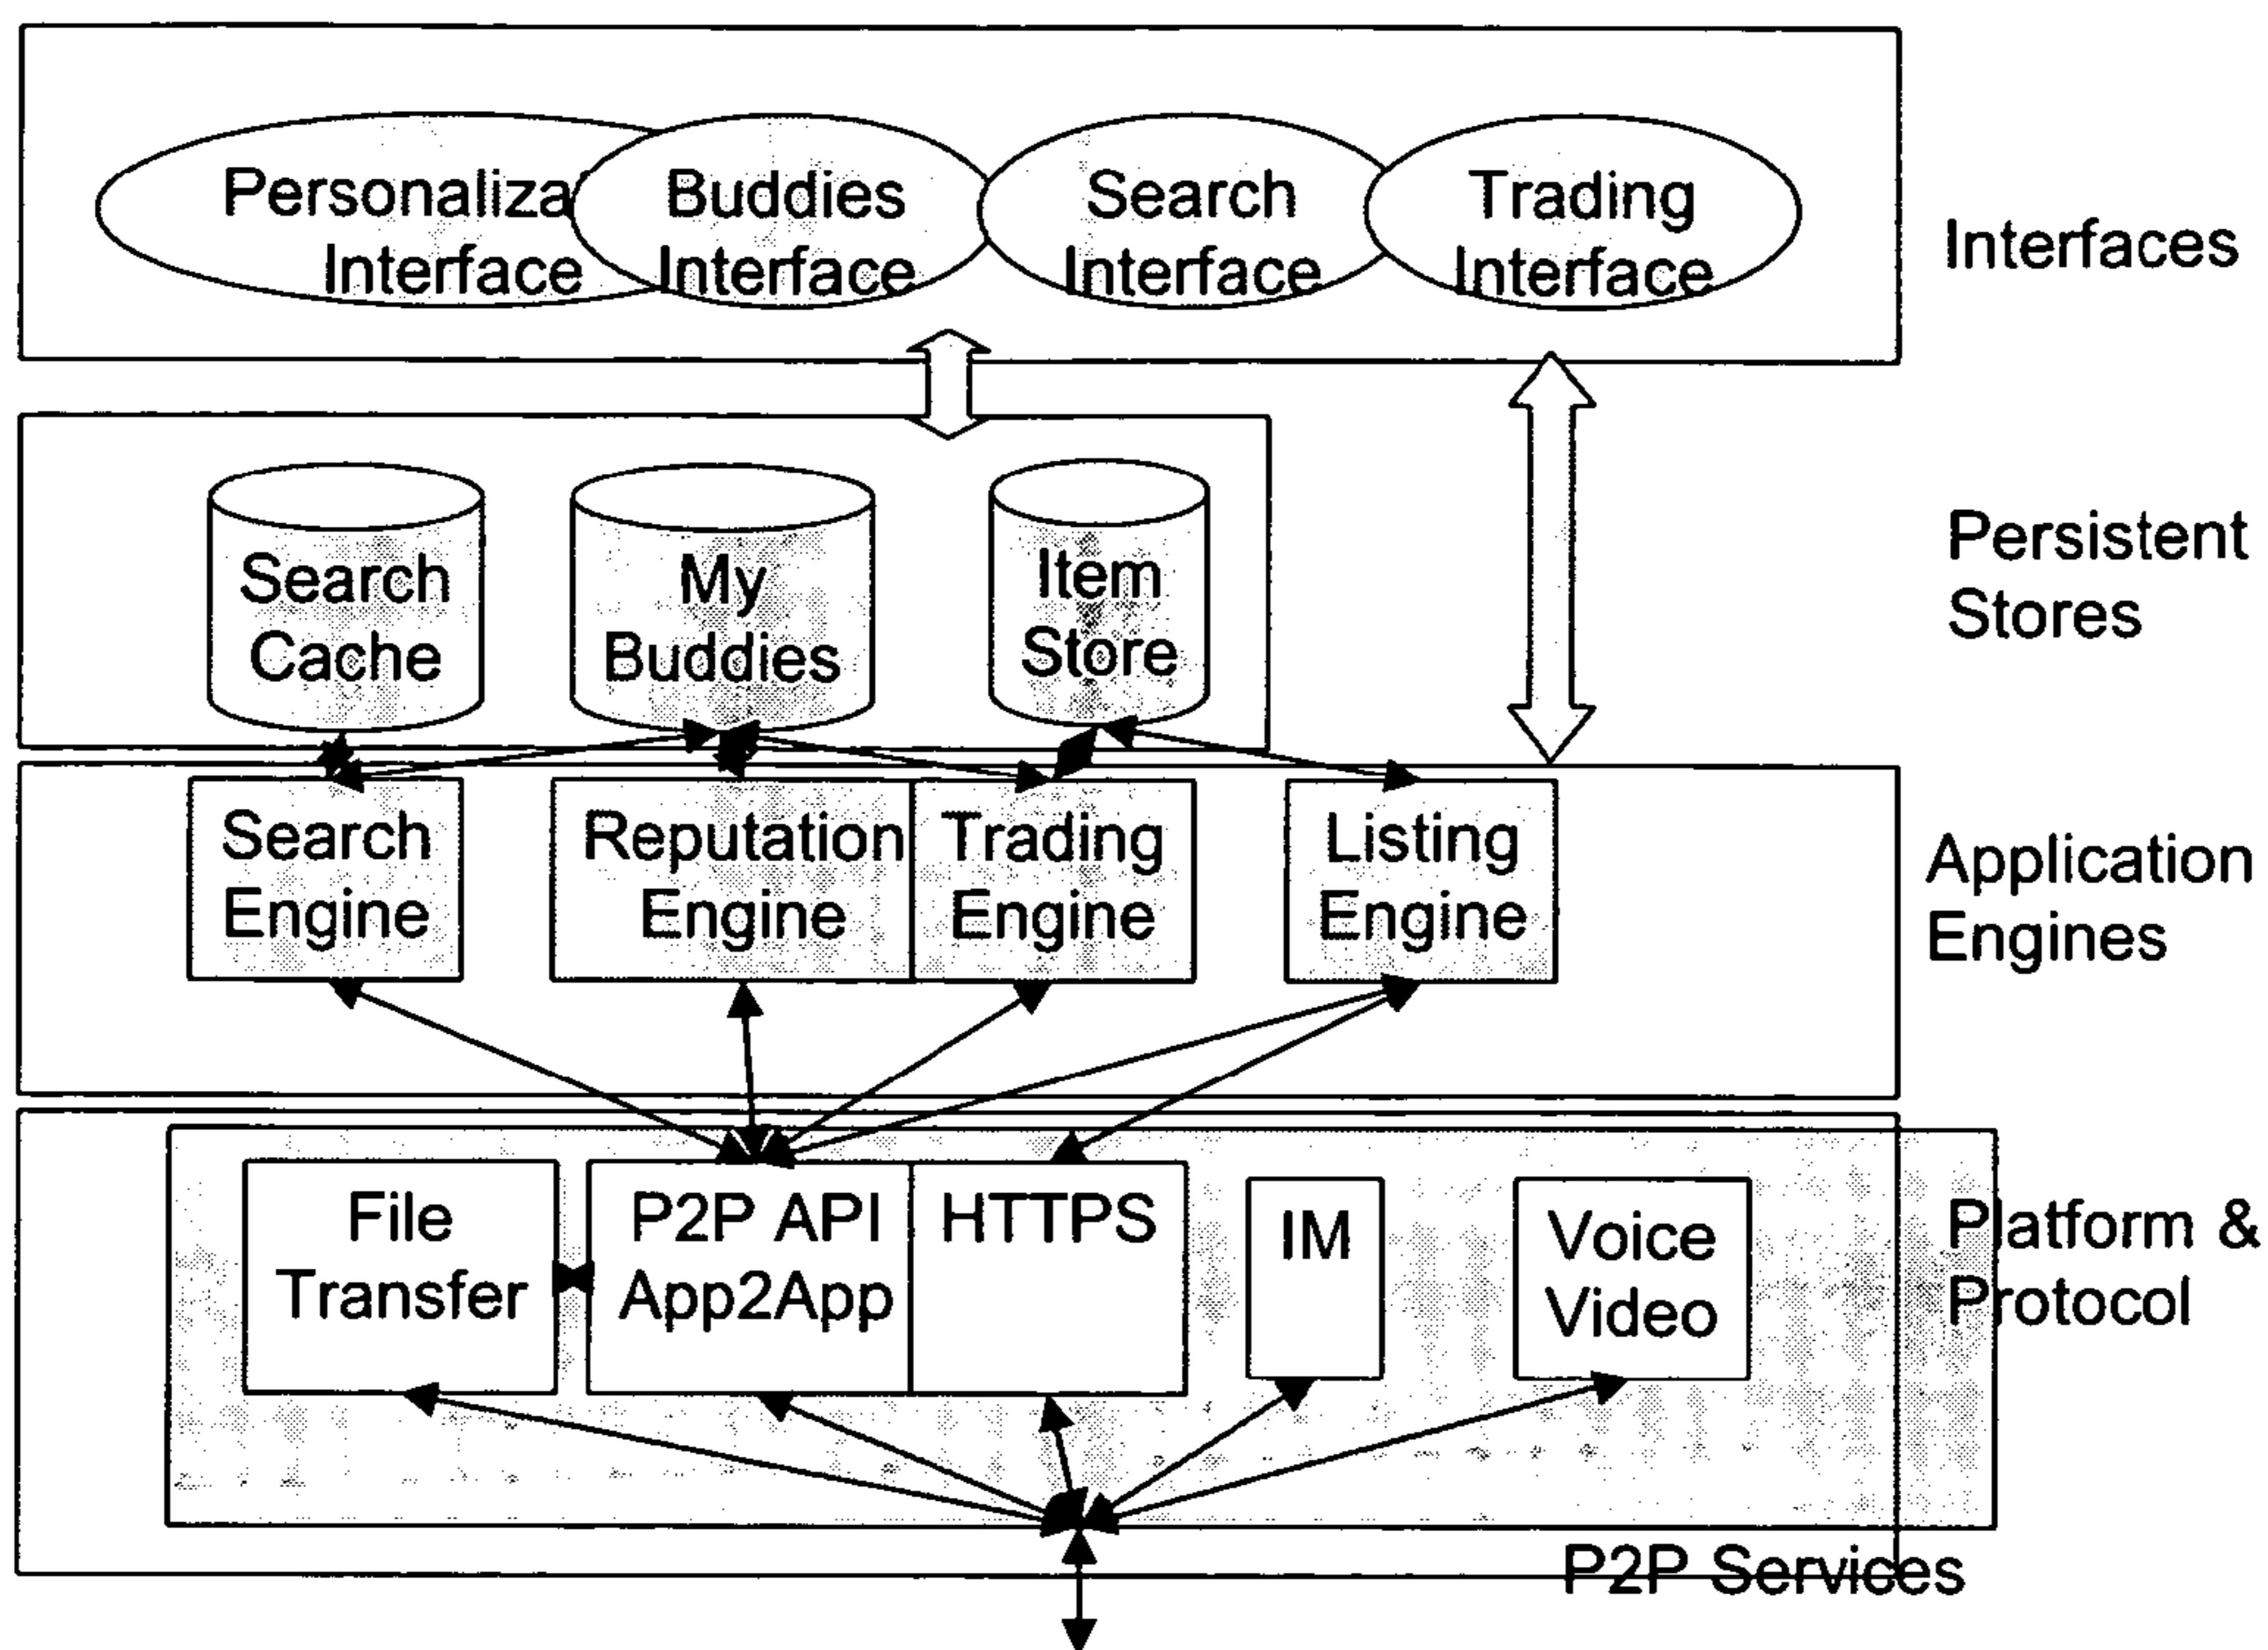 Personaliza
Interface
Buddies
Interface
Search
Interface
Trading
Interface
Interfaces
Search
Cache
My
Buddies
Item
Store
Persistent
Stores
Search
Engine
Reputation
Engine
Trading
Engine
Listing
Engine
Application
Engines
File
Transfer
P2P API
App2App
HTTPS
IM
Voice
Video
Platform &
Protocol
P2P Services